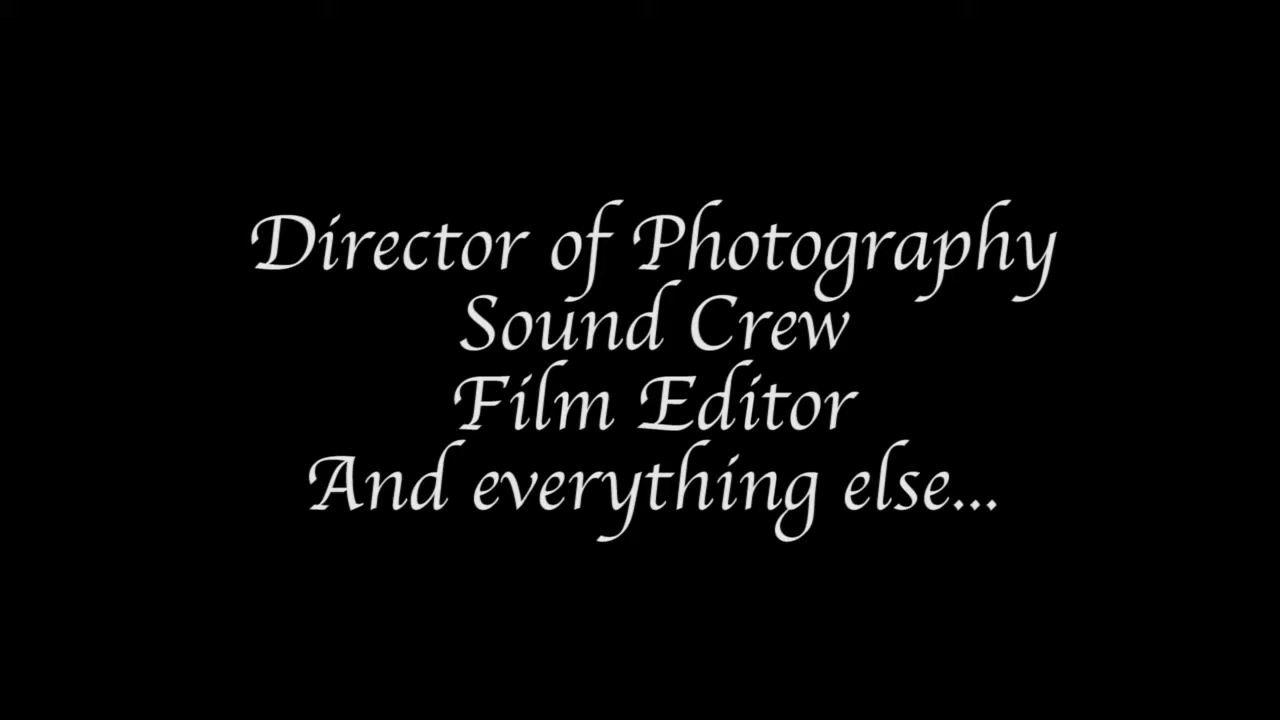 Director of Photography
Sound Crew
Film Editor
And everything else...